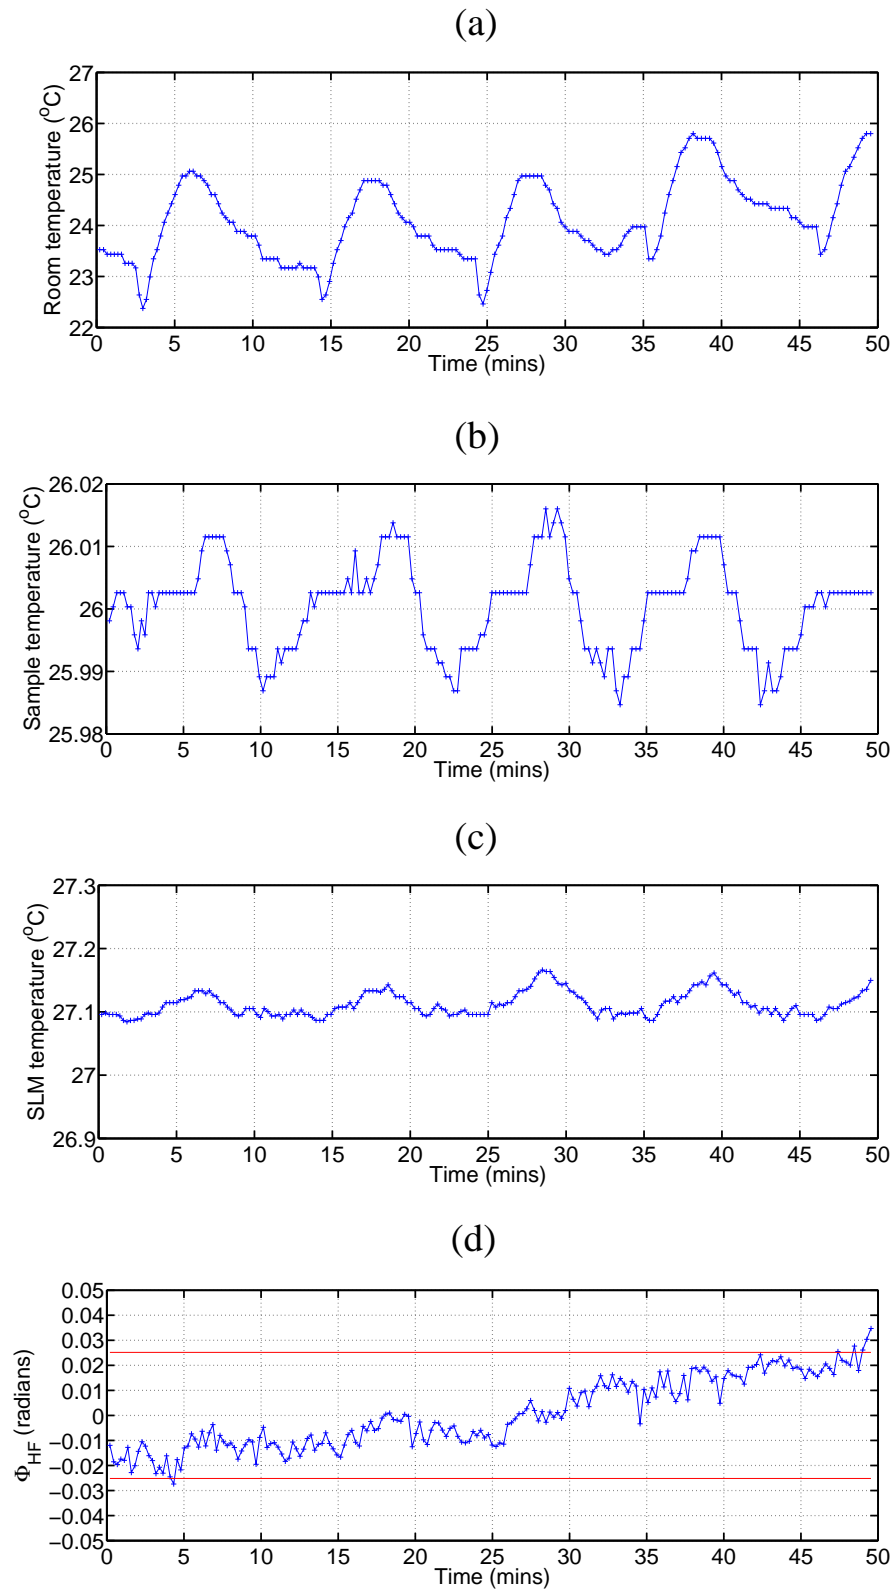 (a)
Room temperature (°C)
27
26
25
24
23
22
0 5 10 15 20 25 30 35 40 45 50
Time (mins)
(b)
Sample temperature (°C)
26.02
26.01
26
25.99
25.98
0 5 10 15 20 25 30 35 40 45 50
Time (mins)
(c)
SLM temperature (°C)
27.3
27.2
27.1
27
26.9
0 5 10 15 20 25 30 35 40 45 50
Time (mins)
(d)
Φ_HF (radians)
0.05
0.04
0.03
0.02
0.01
0
−0.01
−0.02
−0.03
−0.04
−0.05
0 5 10 15 20 25 30 35 40 45 50
Time (mins)